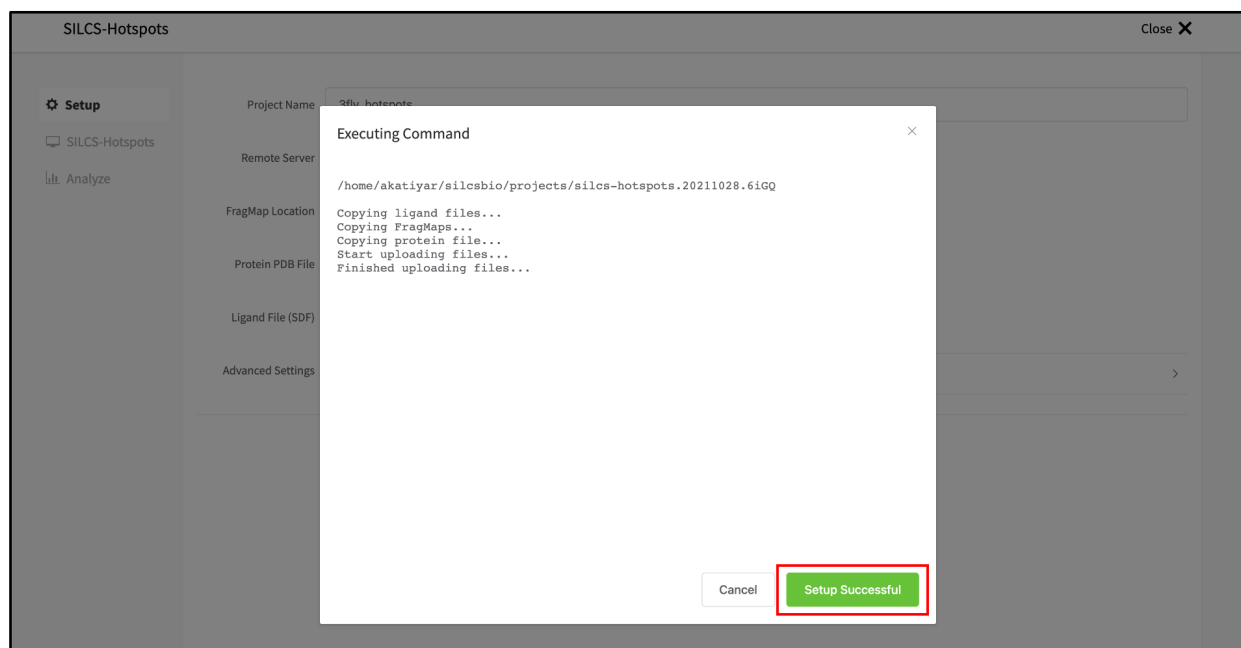 SILCS-Hotspots
Close
Setup
SILCS-Hotspots
Analyze
Project Name
3fly_hotspots
Remote Server
FragMap Location
Protein PDB File
Ligand File (SDF)
Advanced Settings
Executing Command
/home/akatiyar/silcsbio/projects/silcs-hotspots.20211028.6iGQ
Copying ligand files...
Copying FragMaps...
Copying protein file...
Start uploading files...
Finished uploading files...
Cancel
Setup Successful